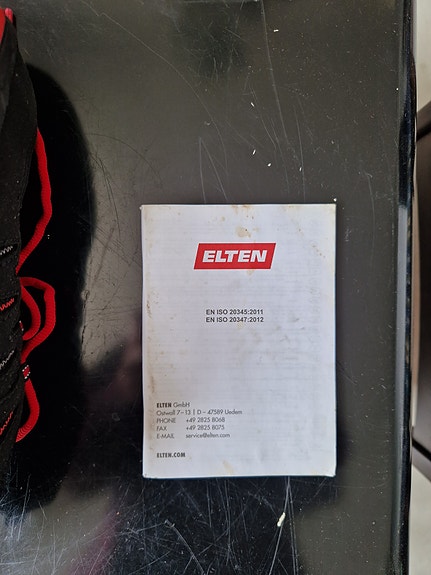 ELTEN
EN ISO 20345:2011
EN ISO 20347:2012
ELTEN GmbH
Ostwall 7–13 | D – 47589 Uedem
PHONE +49 2825 8068
FAX +49 2825 8075
E-MAIL service@elten.com
ELTEN.COM